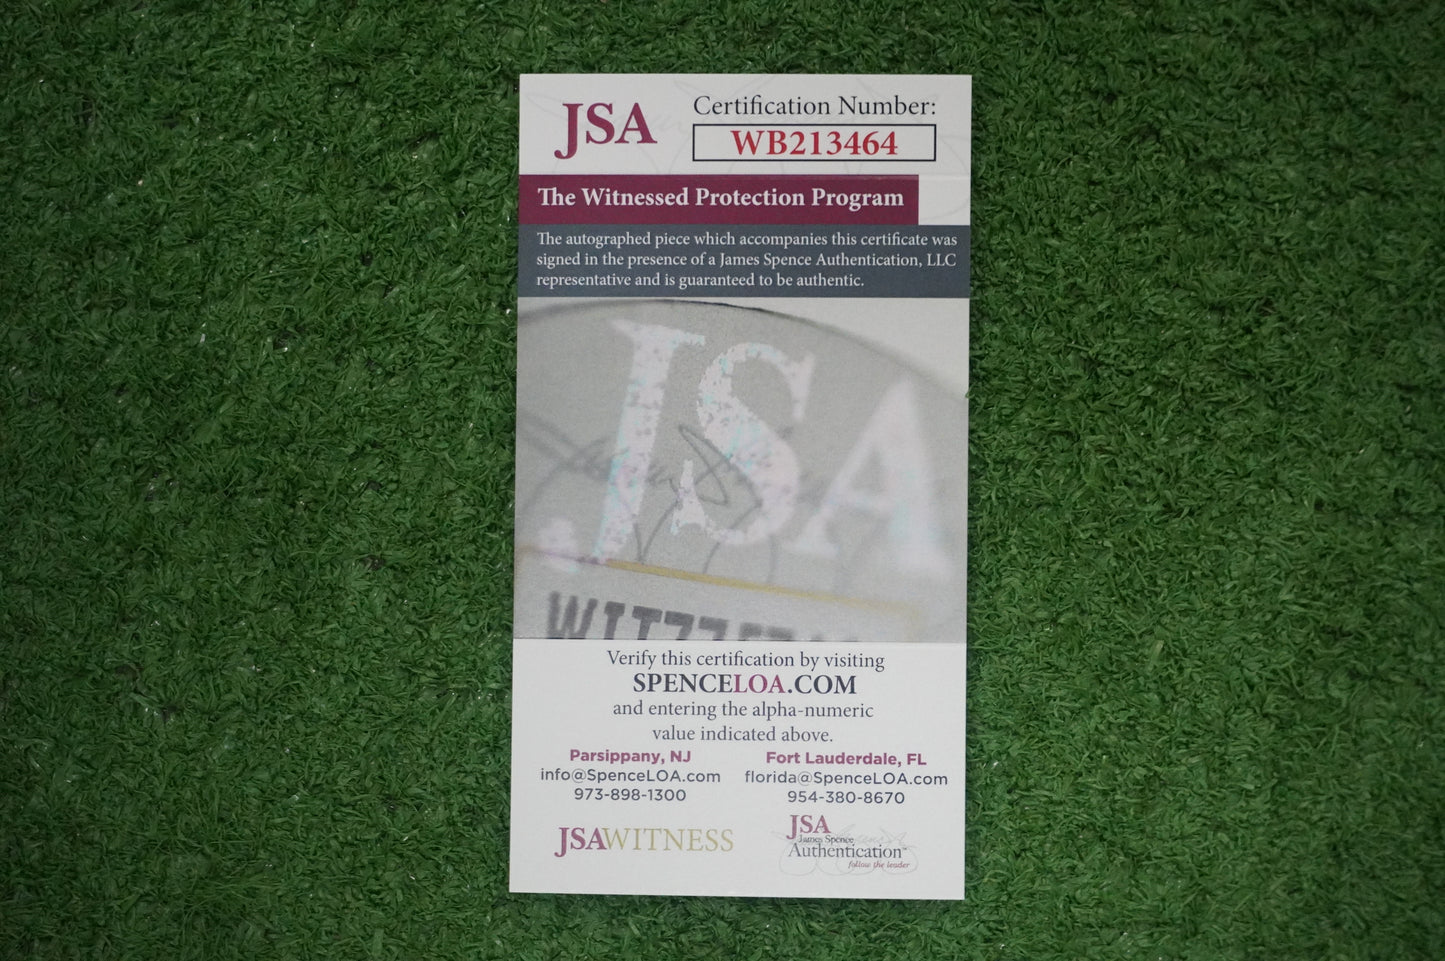 JSA
Certification Number:
WB213464
The Witnessed Protection Program
The autographed piece which accompanies this certificate was
signed in the presence of a James Spence Authentication, LLC
representative and is guaranteed to be authentic.
JSA
Verify this certification by visiting
SPENCELOA.COM
and entering the alpha-numeric
value indicated above.
Parsippany, NJ
info@SpenceLOA.com
973-898-1300
Fort Lauderdale, FL
florida@SpenceLOA.com
954-380-8670
JSAWITNESS
JSA
James Spence
Authentication™
follow the leader